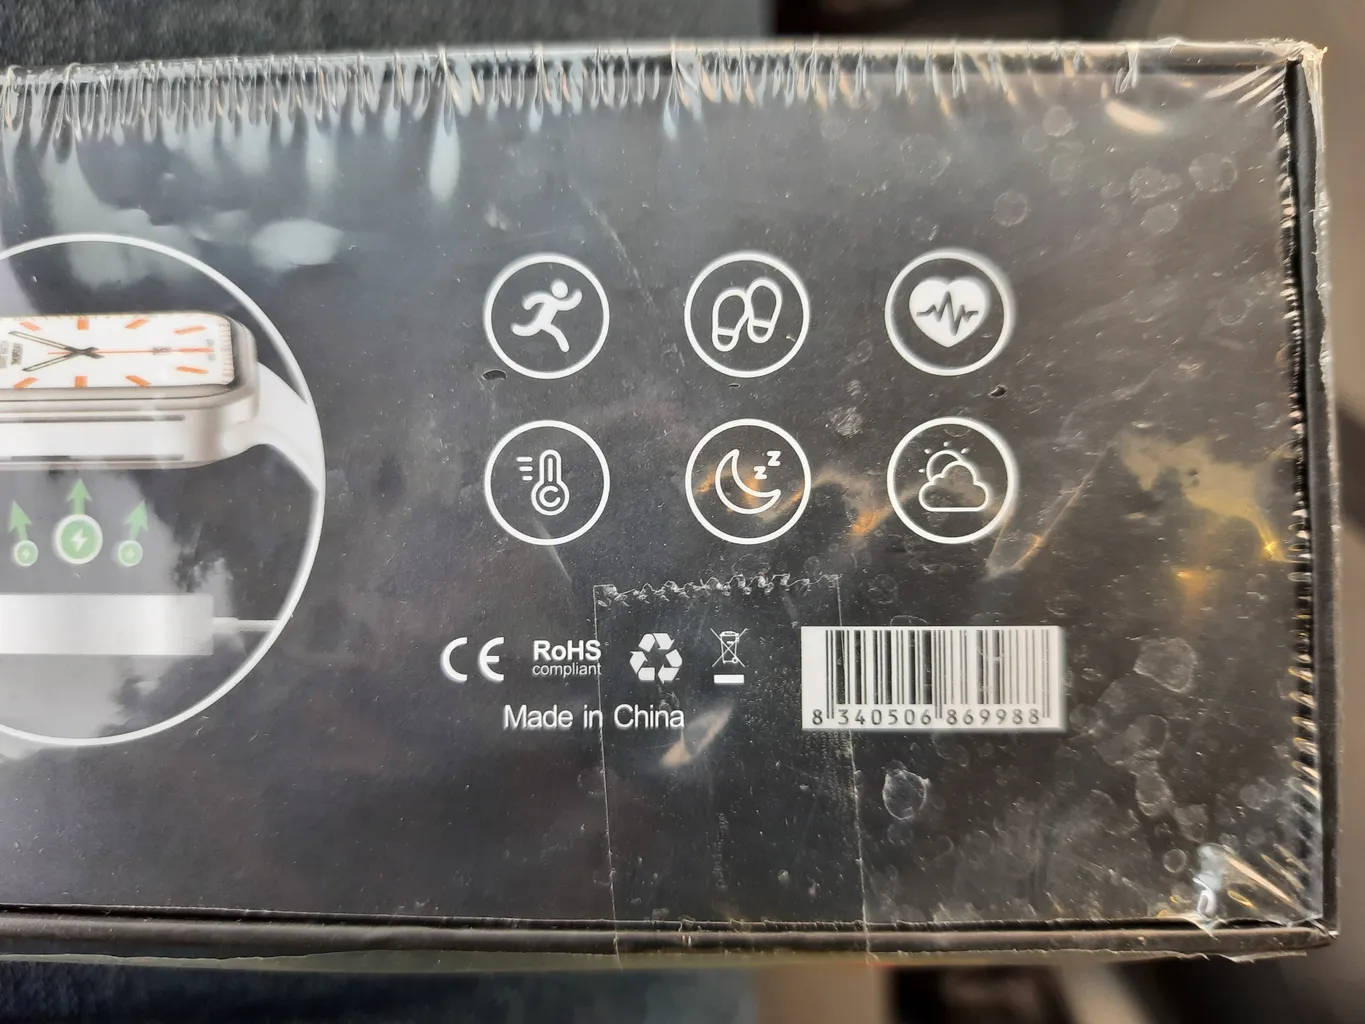 CE
RoHS
compliant
Made in China
8 340506 869988